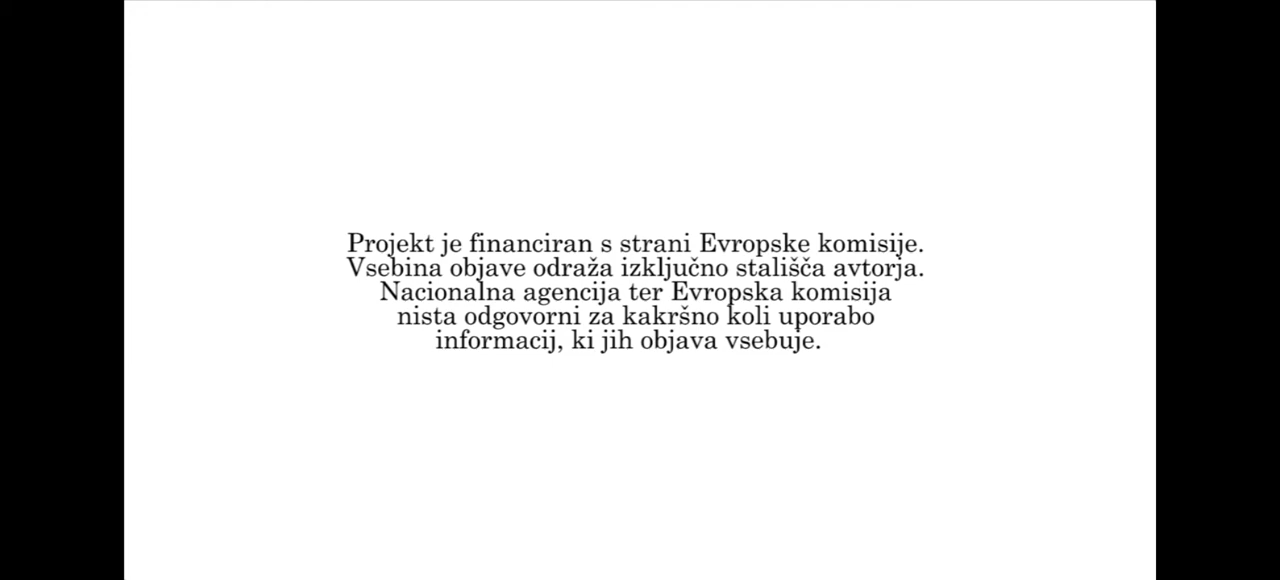 Projekt je financiran s strani Evropske komisije.
Vsebina objave odraža izključno stališča avtorja.
Nacionalna agencija ter Evropska komisija
nista odgovorni za kakršno koli uporabo
informacij, ki jih objava vsebuje.